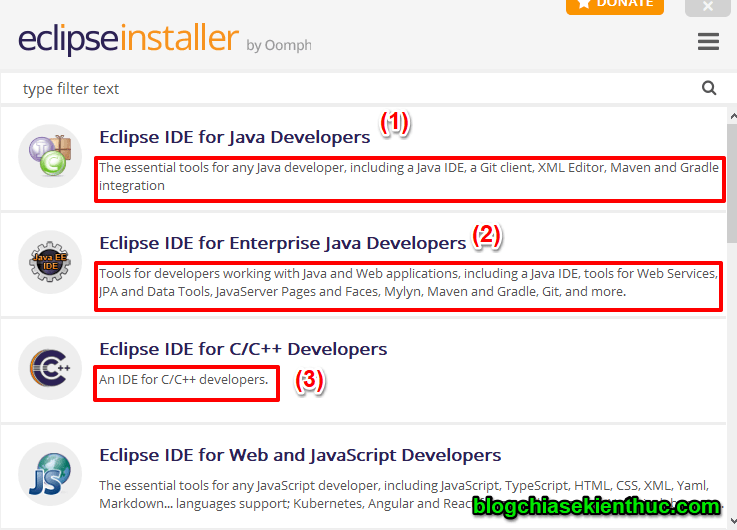 DONATE
eclipseinstaller by Oomph
type filter text
Eclipse IDE for Java Developers (1)
The essential tools for any Java developer, including a Java IDE, a Git client, XML Editor, Maven and Gradle
integration
Java EE
IDE
Eclipse IDE for Enterprise Java Developers (2)
Tools for developers working with Java and Web applications, including a Java IDE, tools for Web Services,
JPA and Data Tools, JavaServer Pages and Faces, Mylyn, Maven and Gradle, Git, and more.
C++
Eclipse IDE for C/C++ Developers
An IDE for C/C++ developers. (3)
JS
Eclipse IDE for Web and JavaScript Developers
The essential tools for any JavaScript developer, including JavaScript, TypeScript, HTML, CSS, XML, Yaml,
Markdown... languages support; Kubernetes, Angular and
blogchiasekienthuc.com